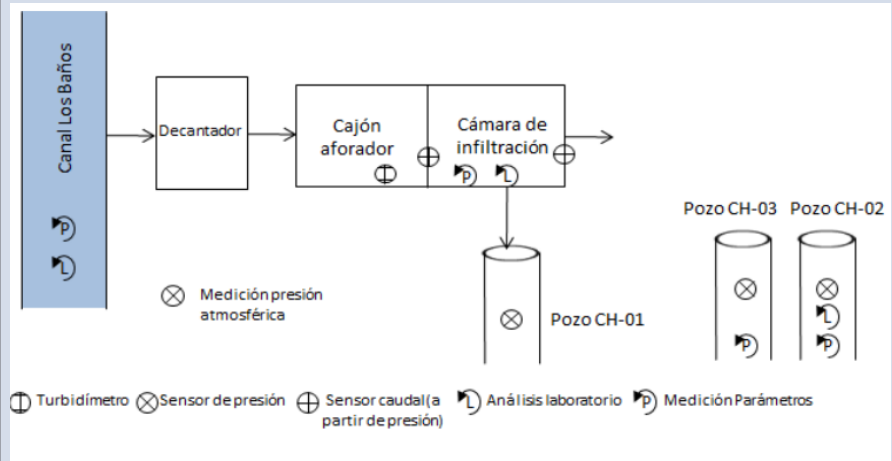 Canal Los Baños
Decantador
Cajón
aforador
Cámara de
infiltración
P
L
P
L
Pozo CH-03
Pozo CH-02
Medición presión
atmosférica
Pozo CH-01
L
P
P
Turbidímetro
Sensor de presión
Sensor caudal(a
partir de presión)
L
Análisis laboratorio
P
Medición Parámetros